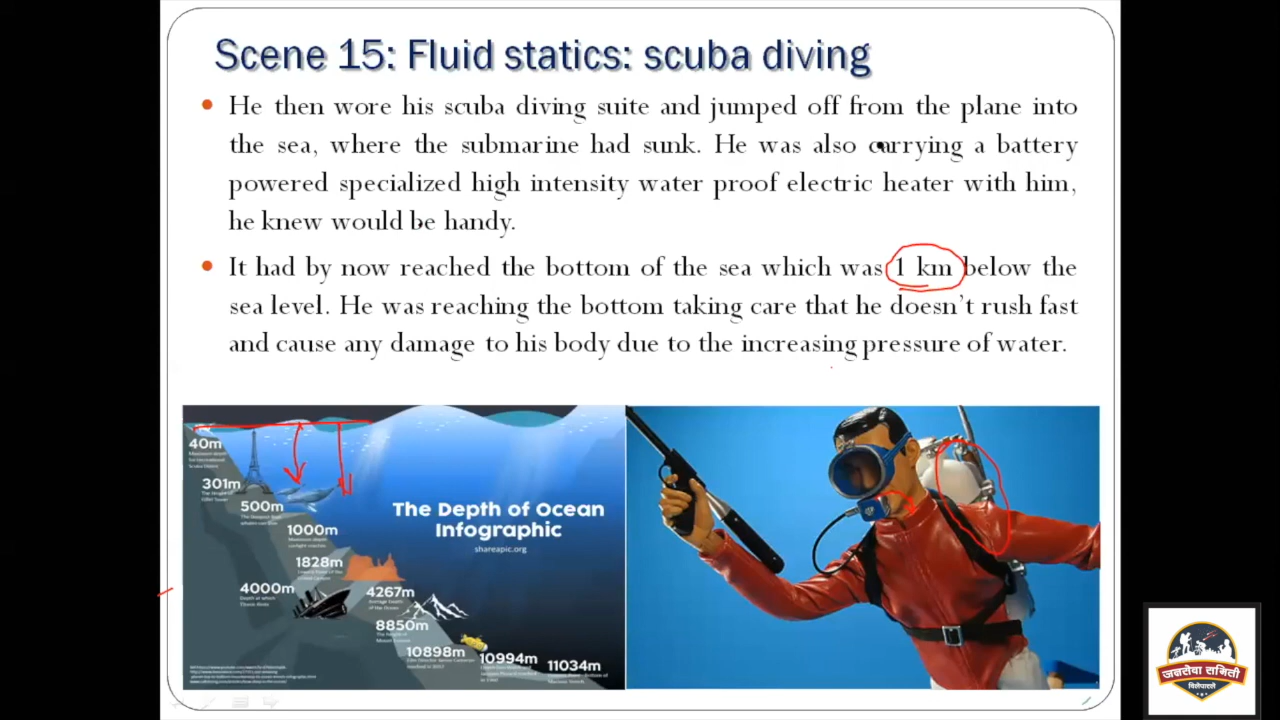 Scene 15: Fluid statics: scuba diving
He then wore his scuba diving suite and jumped off from the plane into
the sea, where the submarine had sunk. He was also carrying a battery
powered specialized high intensity water proof electric heater with him,
he knew would be handy.
It had by now reached the bottom of the sea which was 1 km below the
sea level. He was reaching the bottom taking care that he doesn't rush fast
and cause any damage to his body due to the increasing pressure of water.
40m
301m
500m
1000m
1828m
4000m
4267m
8850m
10898m
10994m
11034m
The Depth of Ocean
Infographic
shareapic.org
जनसेवा समिती
विलेपारले